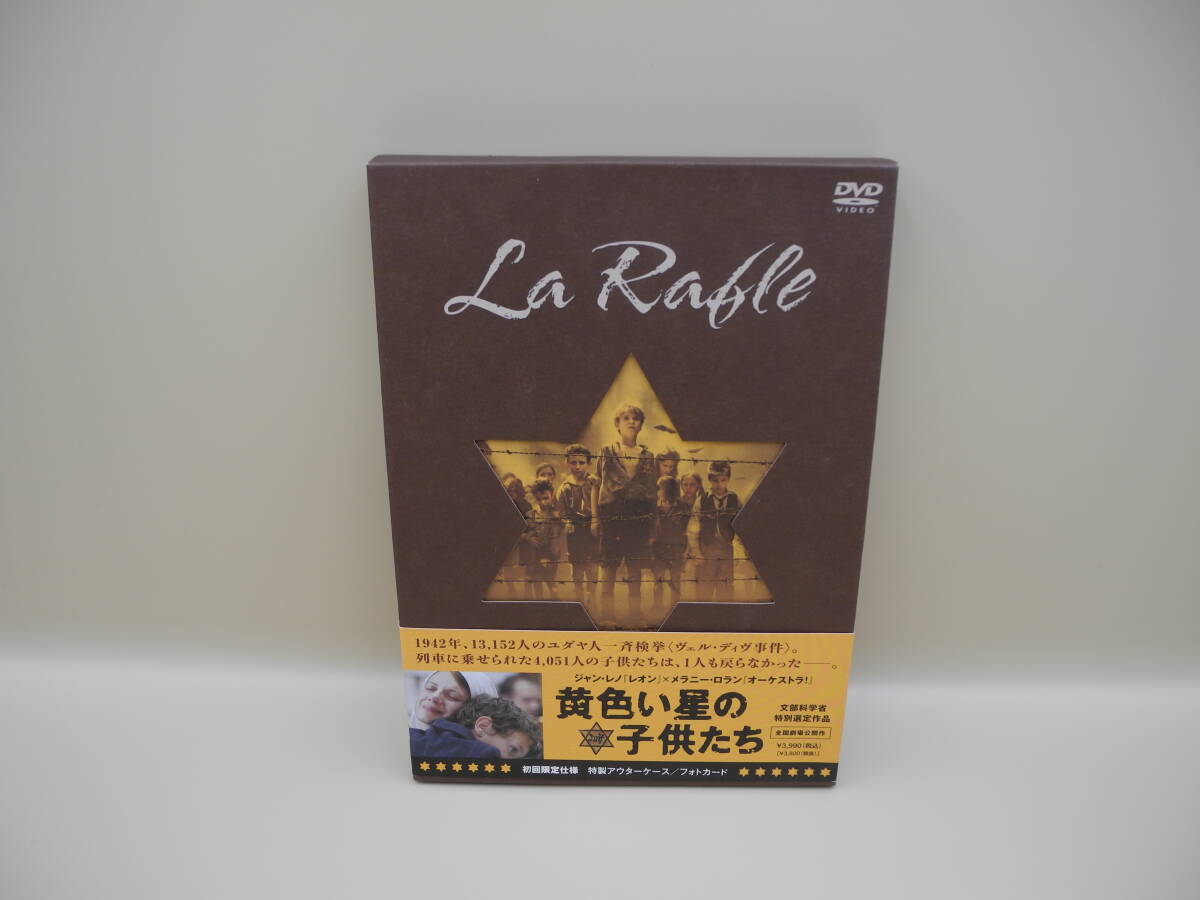 DVD
VIDEO
La Rafle
1942年、13,152人のユダヤ人一斉検挙〈ヴェル・ディヴ事件〉。
列車に乗せられた4,051人の子供たちは、1人も戻らなかった――。
ジャン・レノ『レオン』×メラニー・ロラン『オーケストラ!』
黄色い星の
子供たち
文部科学省
特別選定作品
全国劇場公開作
¥3,990(税込)
[¥3,800(税抜)]
初回限定仕様 特製アウターケース/フォトカード